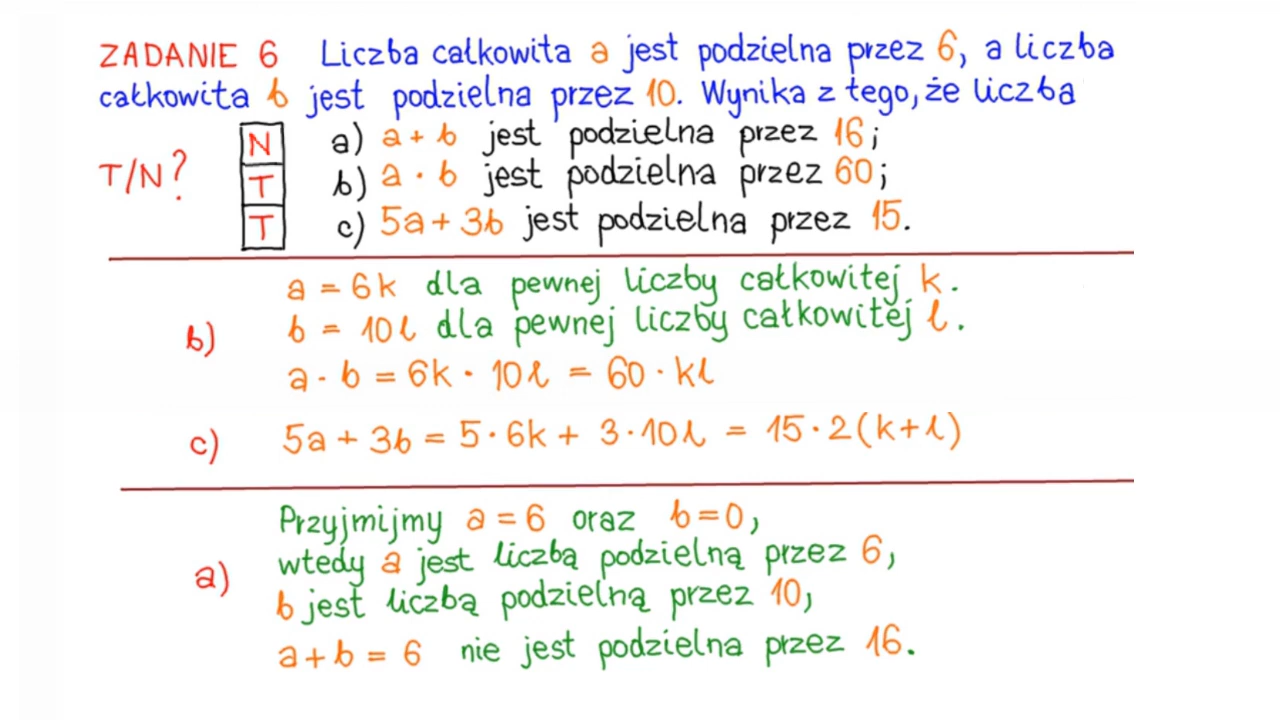 ZADANIE 6 Liczba całkowita a jest podzielna przez 6, a liczba
całkowita b jest podzielna przez 10. Wynika z tego, że liczba
T/N?
N a) a + b jest podzielna przez 16;
T b) a · b jest podzielna przez 60;
T c) 5a + 3b jest podzielna przez 15.
b)
a = 6k dla pewnej liczby całkowitej k.
b = 10l dla pewnej liczby całkowitej l.
a · b = 6k · 10l = 60 · kl
c) 5a + 3b = 5 · 6k + 3 · 10l = 15 · 2(k+l)
a)
Przyjmijmy a = 6 oraz b = 0,
wtedy a jest liczbą podzielną przez 6,
b jest liczbą podzielną przez 10,
a + b = 6 nie jest podzielna przez 16.